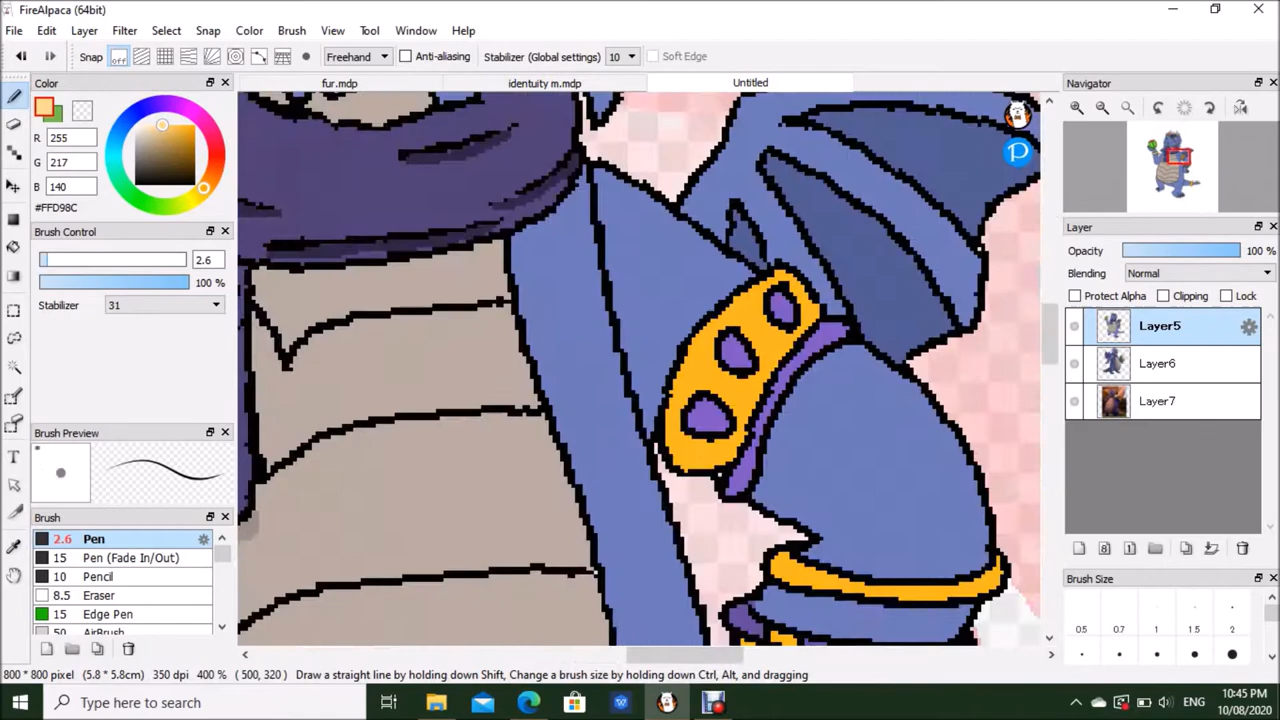 FireAlpaca (64bit)
File Edit Layer Filter Select Snap Color Brush View Tool Window Help
Snap off Freehand Anti-aliasing Stabilizer (Global settings) 10 Soft Edge
Color
fur.mdp identuity m.mdp Untitled
Navigator
R 255
G 217
B 140
#FFD98C
Brush Control
2.6
100 %
Stabilizer 31
Layer
Opacity 100 %
Blending Normal
Protect Alpha Clipping Lock
Layer5
Layer6
Layer7
Brush Preview
Brush
2.6 Pen
15 Pen (Fade In/Out)
10 Pencil
8.5 Eraser
15 Edge Pen
50 AirBrush
Brush Size
0.5 0.7 1 1.5 2
800 * 800 pixel (5.8 * 5.8cm) 350 dpi 400 % ( 500, 320 ) Draw a straight line by holding down Shift, Change a brush size by holding down Ctrl, Alt, and dragging
Type here to search
ENG
10:45 PM
10/08/2020